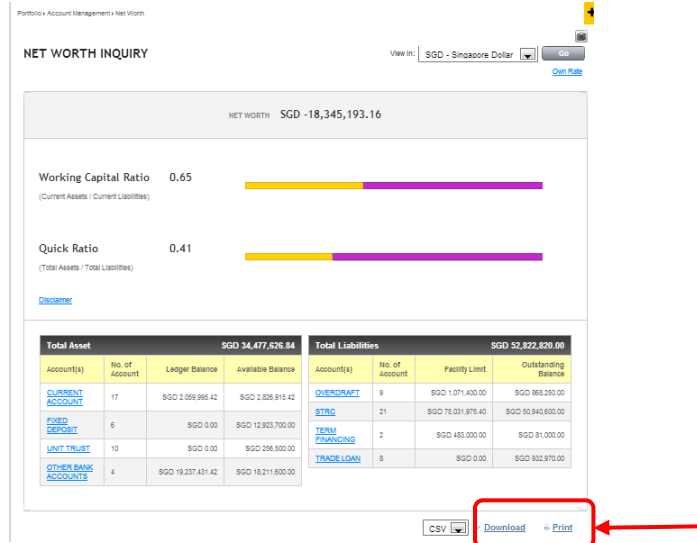 Portfolio › Account Management › Net Worth
NET WORTH INQUIRY
View In: SGD - Singapore Dollar Go
Own Rate
NET WORTH SGD -18,345,193.16
Working Capital Ratio 0.65
(Current Assets / Current Liabilities)
Quick Ratio 0.41
(Total Assets / Total Liabilities)
Disclaimer
Total Asset SGD 34,477,626.84
Account(s) No. of Account Ledger Balance Available Balance
CURRENT ACCOUNT 17 SGD 2,059,995.42 SGD 2,826,915.42
FIXED DEPOSIT 6 SGD 0.00 SGD 12,923,700.00
UNIT TRUST 10 SGD 0.00 SGD 256,500.00
OTHER BANK ACCOUNTS 4 SGD 19,237,431.42 SGD 18,211,600.00
Total Liabilities SGD 52,822,820.00
Account(s) No. of Account Facility Limit Outstanding Balance
OVERDRAFT 9 SGD 1,071,400.00 SGD 868,250.00
STRC 21 SGD 75,031,975.40 SGD 50,940,600.00
TERM FINANCING 2 SGD 483,000.00 SGD 81,000.00
TRADE LOAN 8 SGD 0.00 SGD 932,970.00
CSV Download Print